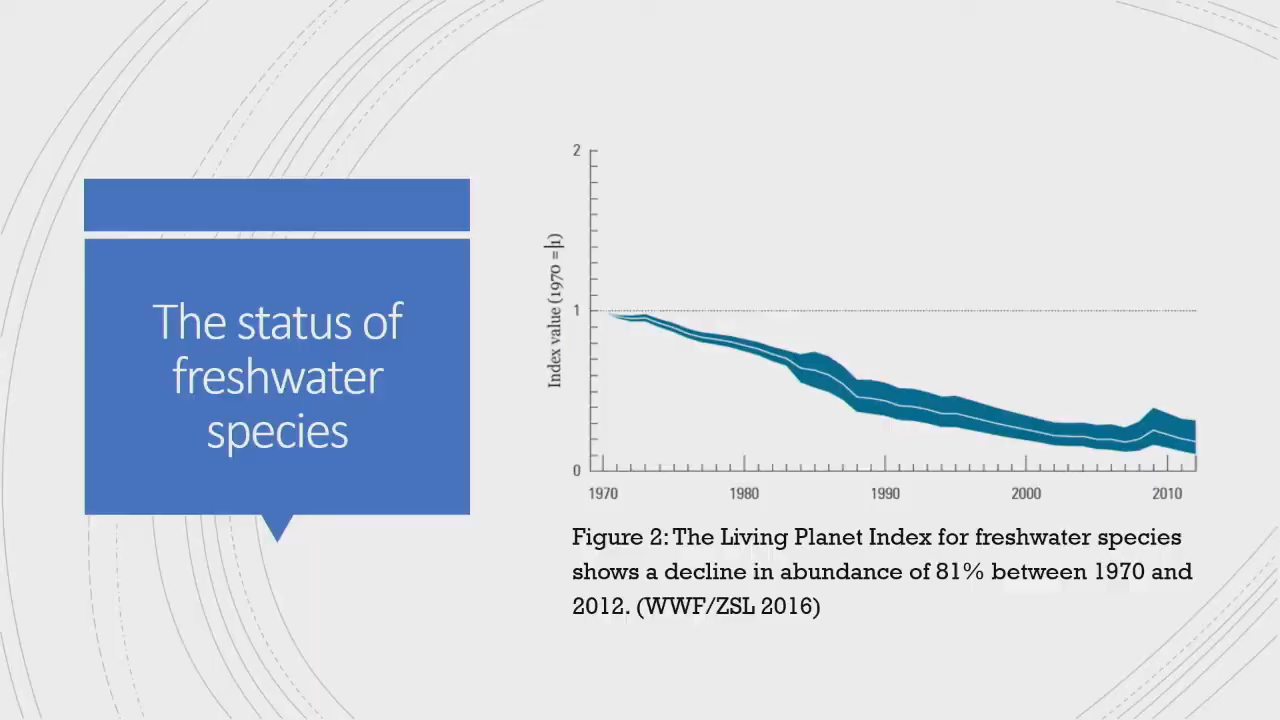 The status of
freshwater
species
2
1
0
Index value (1970 = 1)
1970
1980
1990
2000
2010
Figure 2: The Living Planet Index for freshwater species
shows a decline in abundance of 81% between 1970 and
2012. (WWF/ZSL 2016)